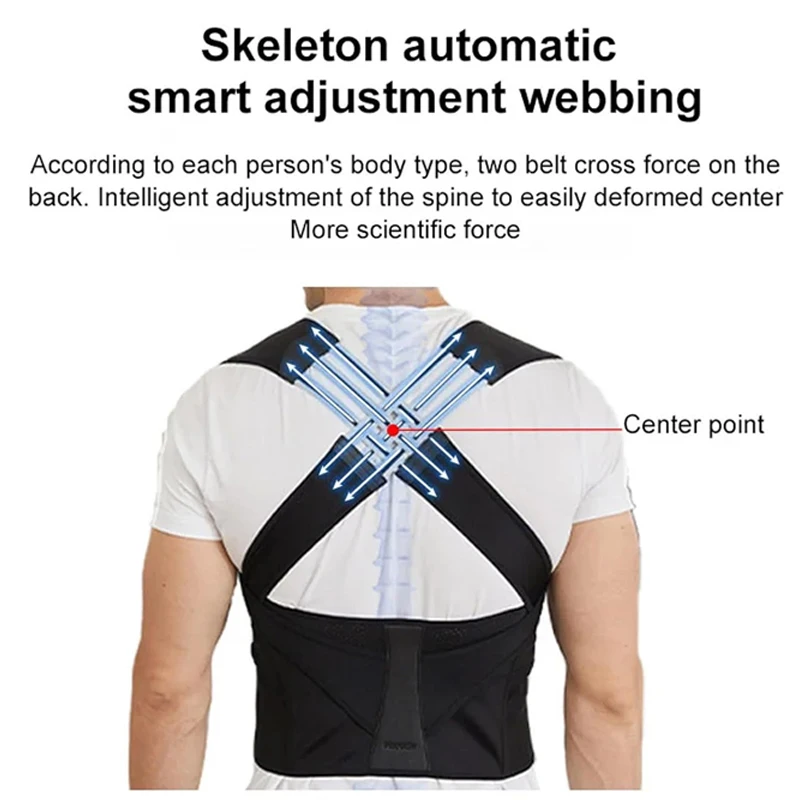 Skeleton automatic
smart adjustment webbing
According to each person's body type, two belt cross force on the
back. Intelligent adjustment of the spine to easily deformed center
More scientific force
Center point